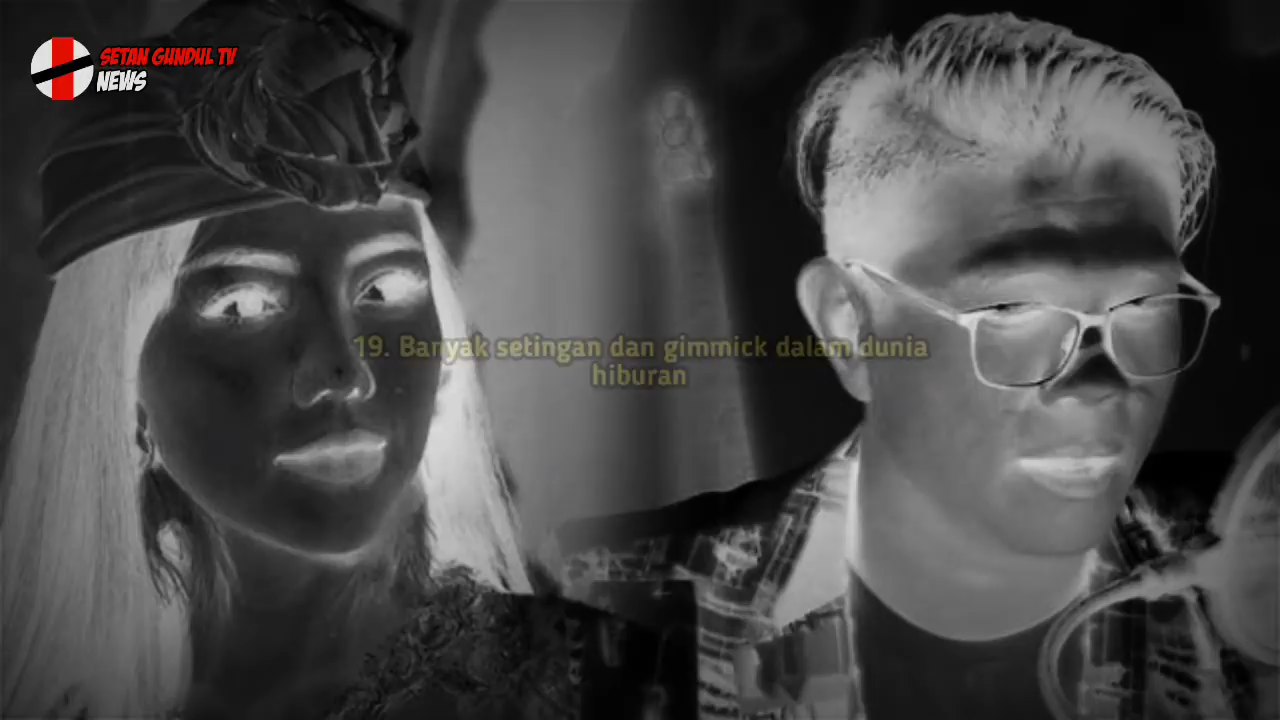 SETAN GUNDUL TV
NEWS
19. Banyak setingan dan gimmick dalam dunia
hiburan